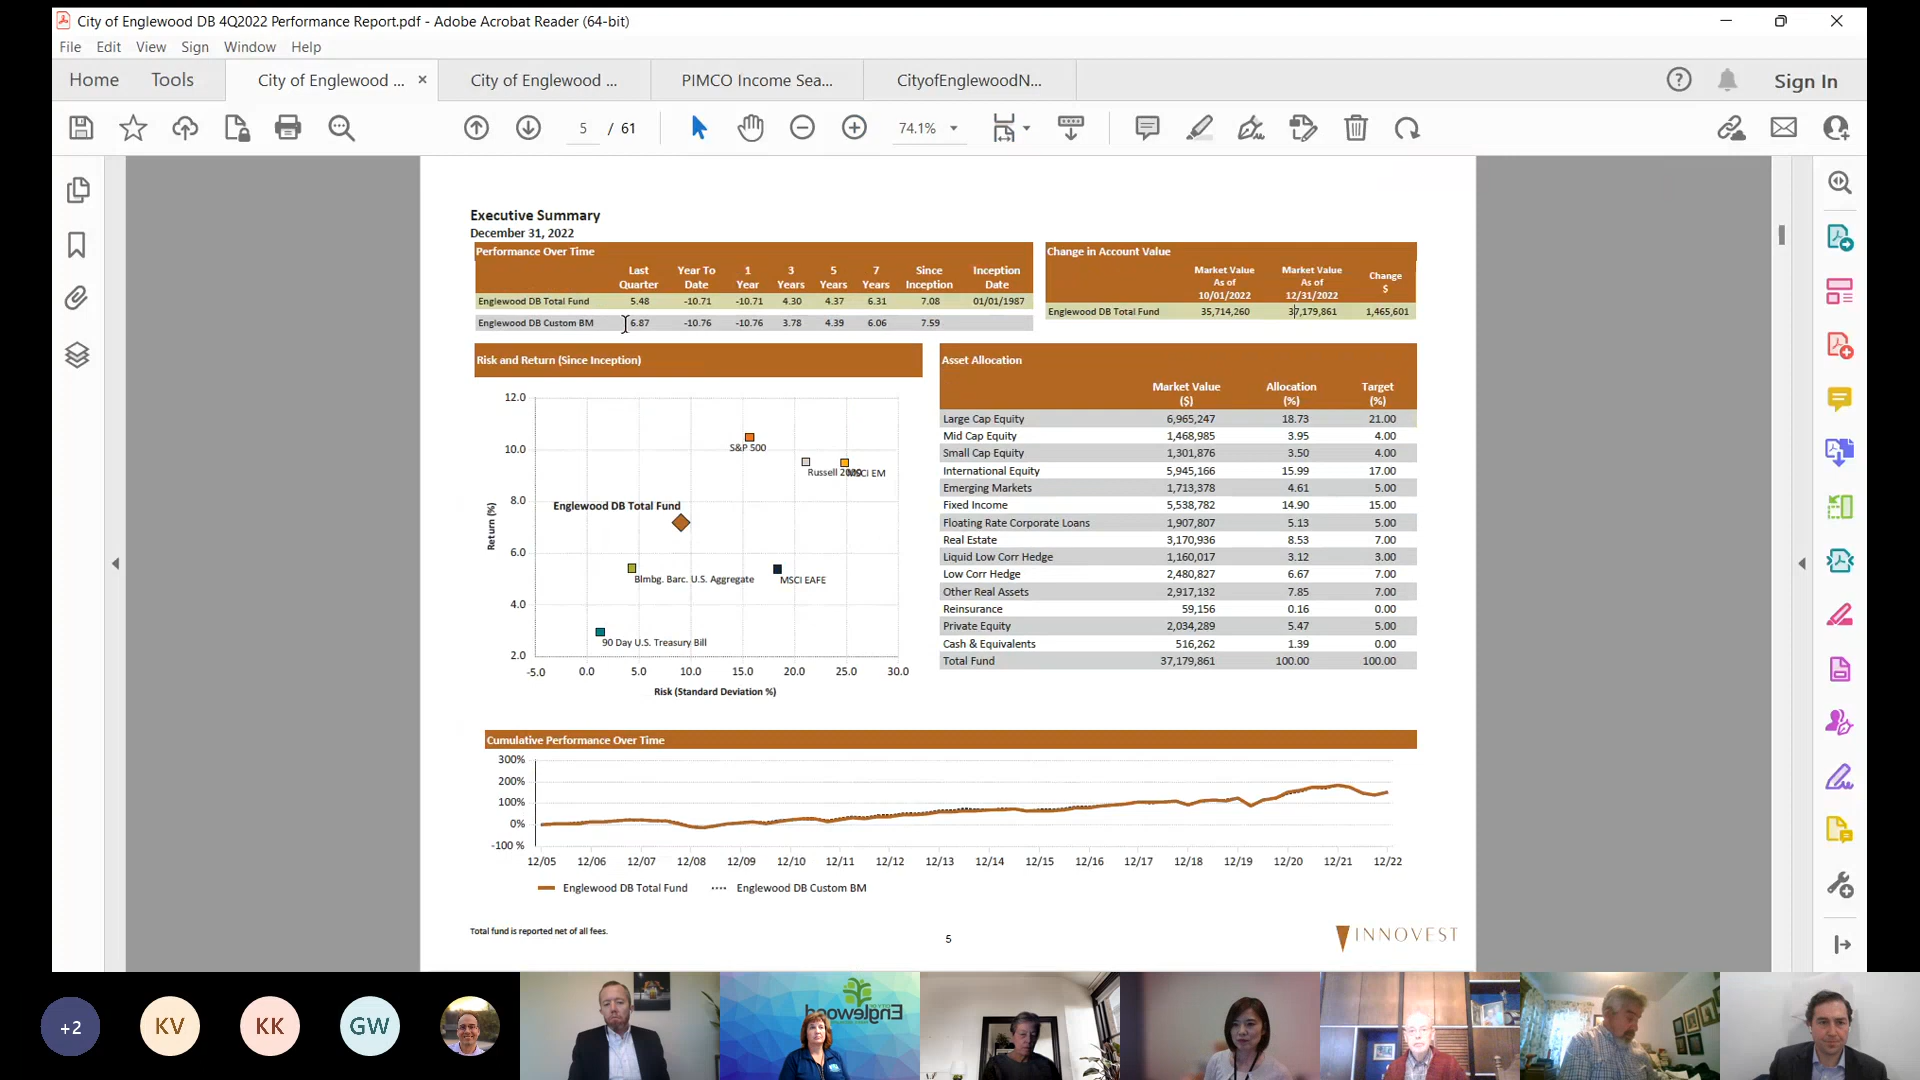 City of Englewood DB 4Q2022 Performance Report.pdf - Adobe Acrobat Reader (64-bit)
File Edit View Sign Window Help
Home Tools City of Englewood ... × City of Englewood ... PIMCO Income Sea... CityofEnglewoodN... Sign In
5 / 61 74.1%
Executive Summary
December 31, 2022
Performance Over Time
Last Quarter Year To Date 1 Year 3 Years 5 Years 7 Years Since Inception Inception Date
Englewood DB Total Fund 5.48 -10.71 -10.71 4.30 4.37 6.31 7.08 01/01/1987
Englewood DB Custom BM 6.87 -10.76 -10.76 3.78 4.39 6.06 7.59
Change in Account Value
Market Value As of 10/01/2022 Market Value As of 12/31/2022 Change $
Englewood DB Total Fund 35,714,260 37,179,861 1,465,601
Risk and Return (Since Inception)
12.0
10.0
8.0
6.0
4.0
2.0
Return (%)
S&P 500
Russell 2000
MSCI EM
Englewood DB Total Fund
Blmbg. Barc. U.S. Aggregate
MSCI EAFE
90 Day U.S. Treasury Bill
-5.0 0.0 5.0 10.0 15.0 20.0 25.0 30.0
Risk (Standard Deviation %)
Asset Allocation
Market Value ($) Allocation (%) Target (%)
Large Cap Equity 6,965,247 18.73 21.00
Mid Cap Equity 1,468,985 3.95 4.00
Small Cap Equity 1,301,876 3.50 4.00
International Equity 5,945,166 15.99 17.00
Emerging Markets 1,713,378 4.61 5.00
Fixed Income 5,538,782 14.90 15.00
Floating Rate Corporate Loans 1,907,807 5.13 5.00
Real Estate 3,170,936 8.53 7.00
Liquid Low Corr Hedge 1,160,017 3.12 3.00
Low Corr Hedge 2,480,827 6.67 7.00
Other Real Assets 2,917,132 7.85 7.00
Reinsurance 59,156 0.16 0.00
Private Equity 2,034,289 5.47 5.00
Cash & Equivalents 516,262 1.39 0.00
Total Fund 37,179,861 100.00 100.00
Cumulative Performance Over Time
300%
200%
100%
0%
-100 %
12/05 12/06 12/07 12/08 12/09 12/10 12/11 12/12 12/13 12/14 12/15 12/16 12/17 12/18 12/19 12/20 12/21 12/22
Englewood DB Total Fund Englewood DB Custom BM
Total fund is reported net of all fees.
5
INNOVEST
+2 KV KK GW
Englewood